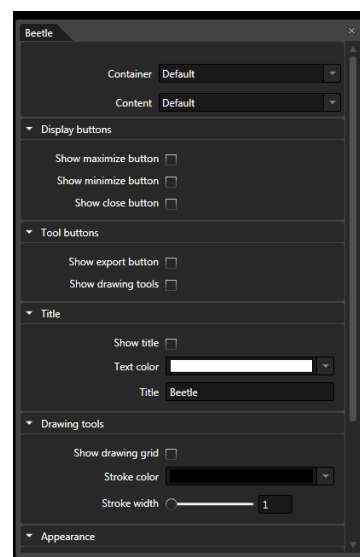 Beetle
Container Default
Content Default
Display buttons
Show maximize button
Show minimize button
Show close button
Tool buttons
Show export button
Show drawing tools
Title
Show title
Text color
Title Beetle
Drawing tools
Show drawing grid
Stroke color
Stroke width 1
Appearance